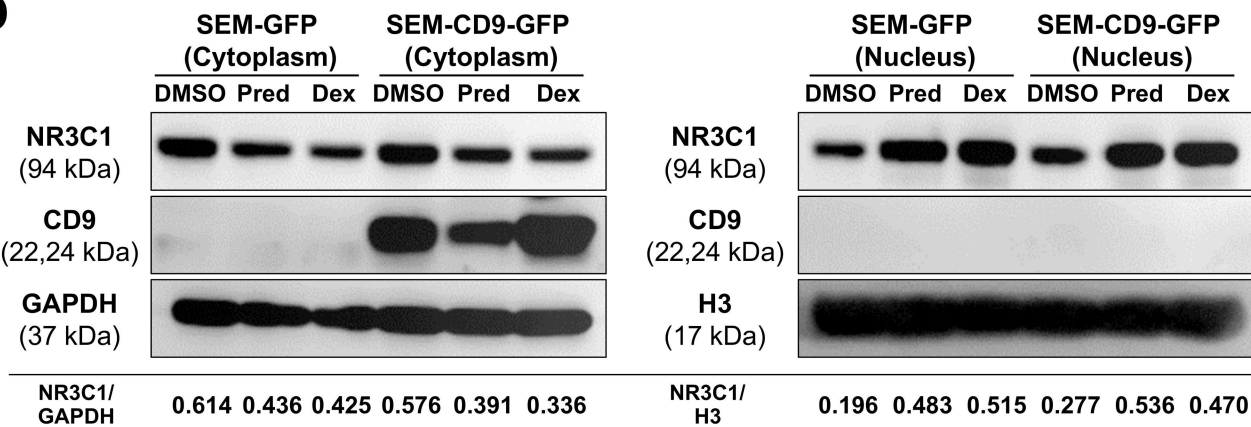 SEM-GFP
(Cytoplasm)
SEM-CD9-GFP
(Cytoplasm)
DMSO Pred Dex DMSO Pred Dex
NR3C1
(94 kDa)
CD9
(22,24 kDa)
GAPDH
(37 kDa)
NR3C1/
GAPDH
0.614 0.436 0.425 0.576 0.391 0.336
SEM-GFP
(Nucleus)
SEM-CD9-GFP
(Nucleus)
DMSO Pred Dex DMSO Pred Dex
NR3C1
(94 kDa)
CD9
(22,24 kDa)
H3
(17 kDa)
NR3C1/
H3
0.196 0.483 0.515 0.277 0.536 0.470